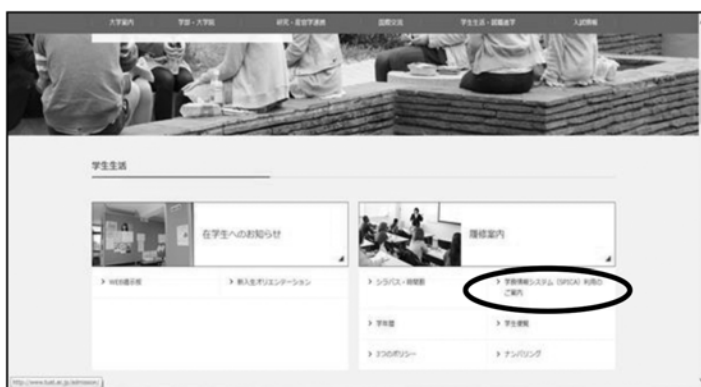 大学案内 学部・大学院 研究・産官学連携 国際交流 学生生活・就職進学 入試情報
学生生活
在学生へのお知らせ
履修案内
> WEB掲示板
> 新入生オリエンテーション
> シラバス・時間割
> 学務情報システム（SPICA）利用のご案内
> 学年暦
> 学生便覧
> 3つのポリシー
> ナンバリング
http://www.tuat.ac.jp/admission/